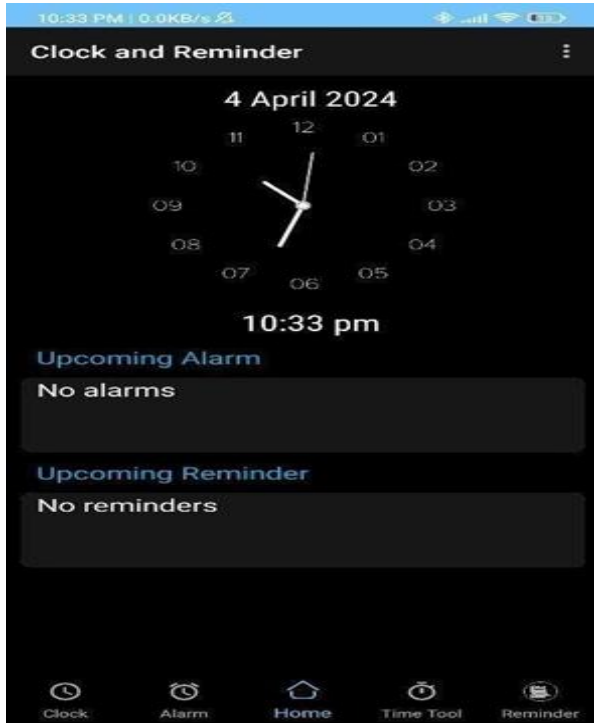 10:33 PM | 0.0KB/s
Clock and Reminder
4 April 2024
12
11
01
10
02
09
03
08
04
07
05
06
10:33 pm
Upcoming Alarm
No alarms
Upcoming Reminder
No reminders
Clock Alarm Home Time Tool Reminder